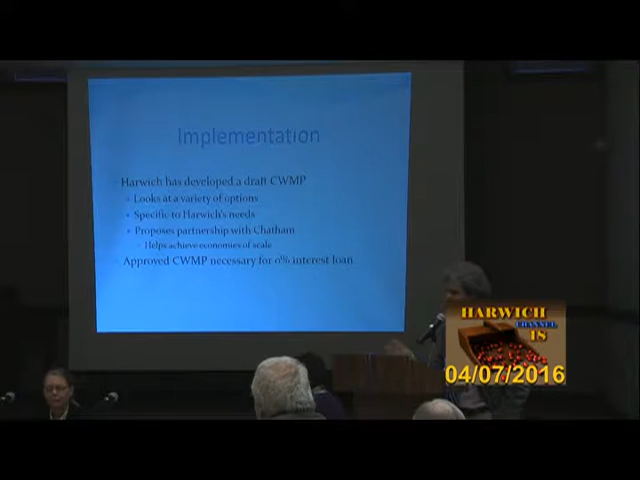 Implementation
Harwich has developed a draft CWMP
Looks at a variety of options
Specific to Harwich's needs
Proposes partnership with Chatham
Helps achieve economies of scale
Approved CWMP necessary for 0% interest loan
HARWICH
CHANNEL
18
04/07/2016